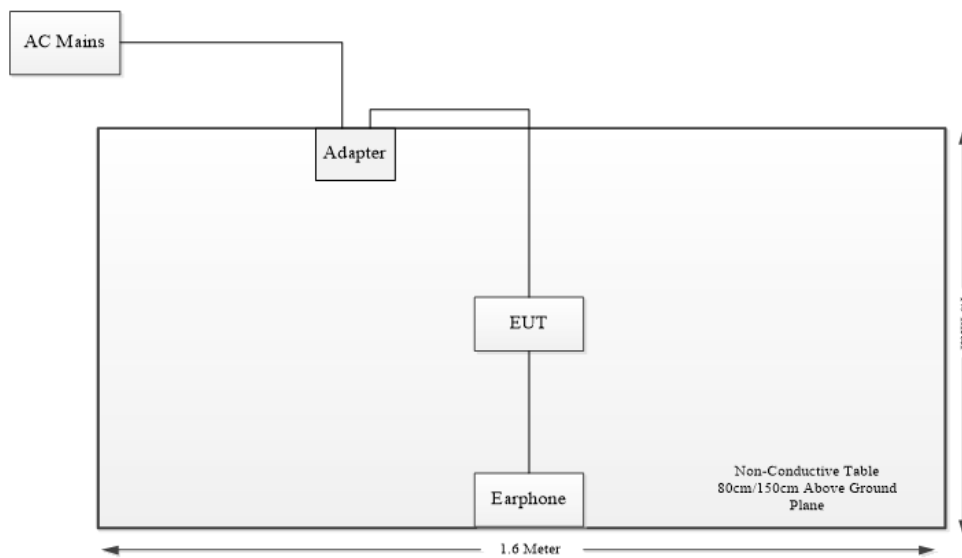 AC Mains
Adapter
EUT
Earphone
Non-Conductive Table
80cm/150cm Above Ground
Plane
1.6 Meter